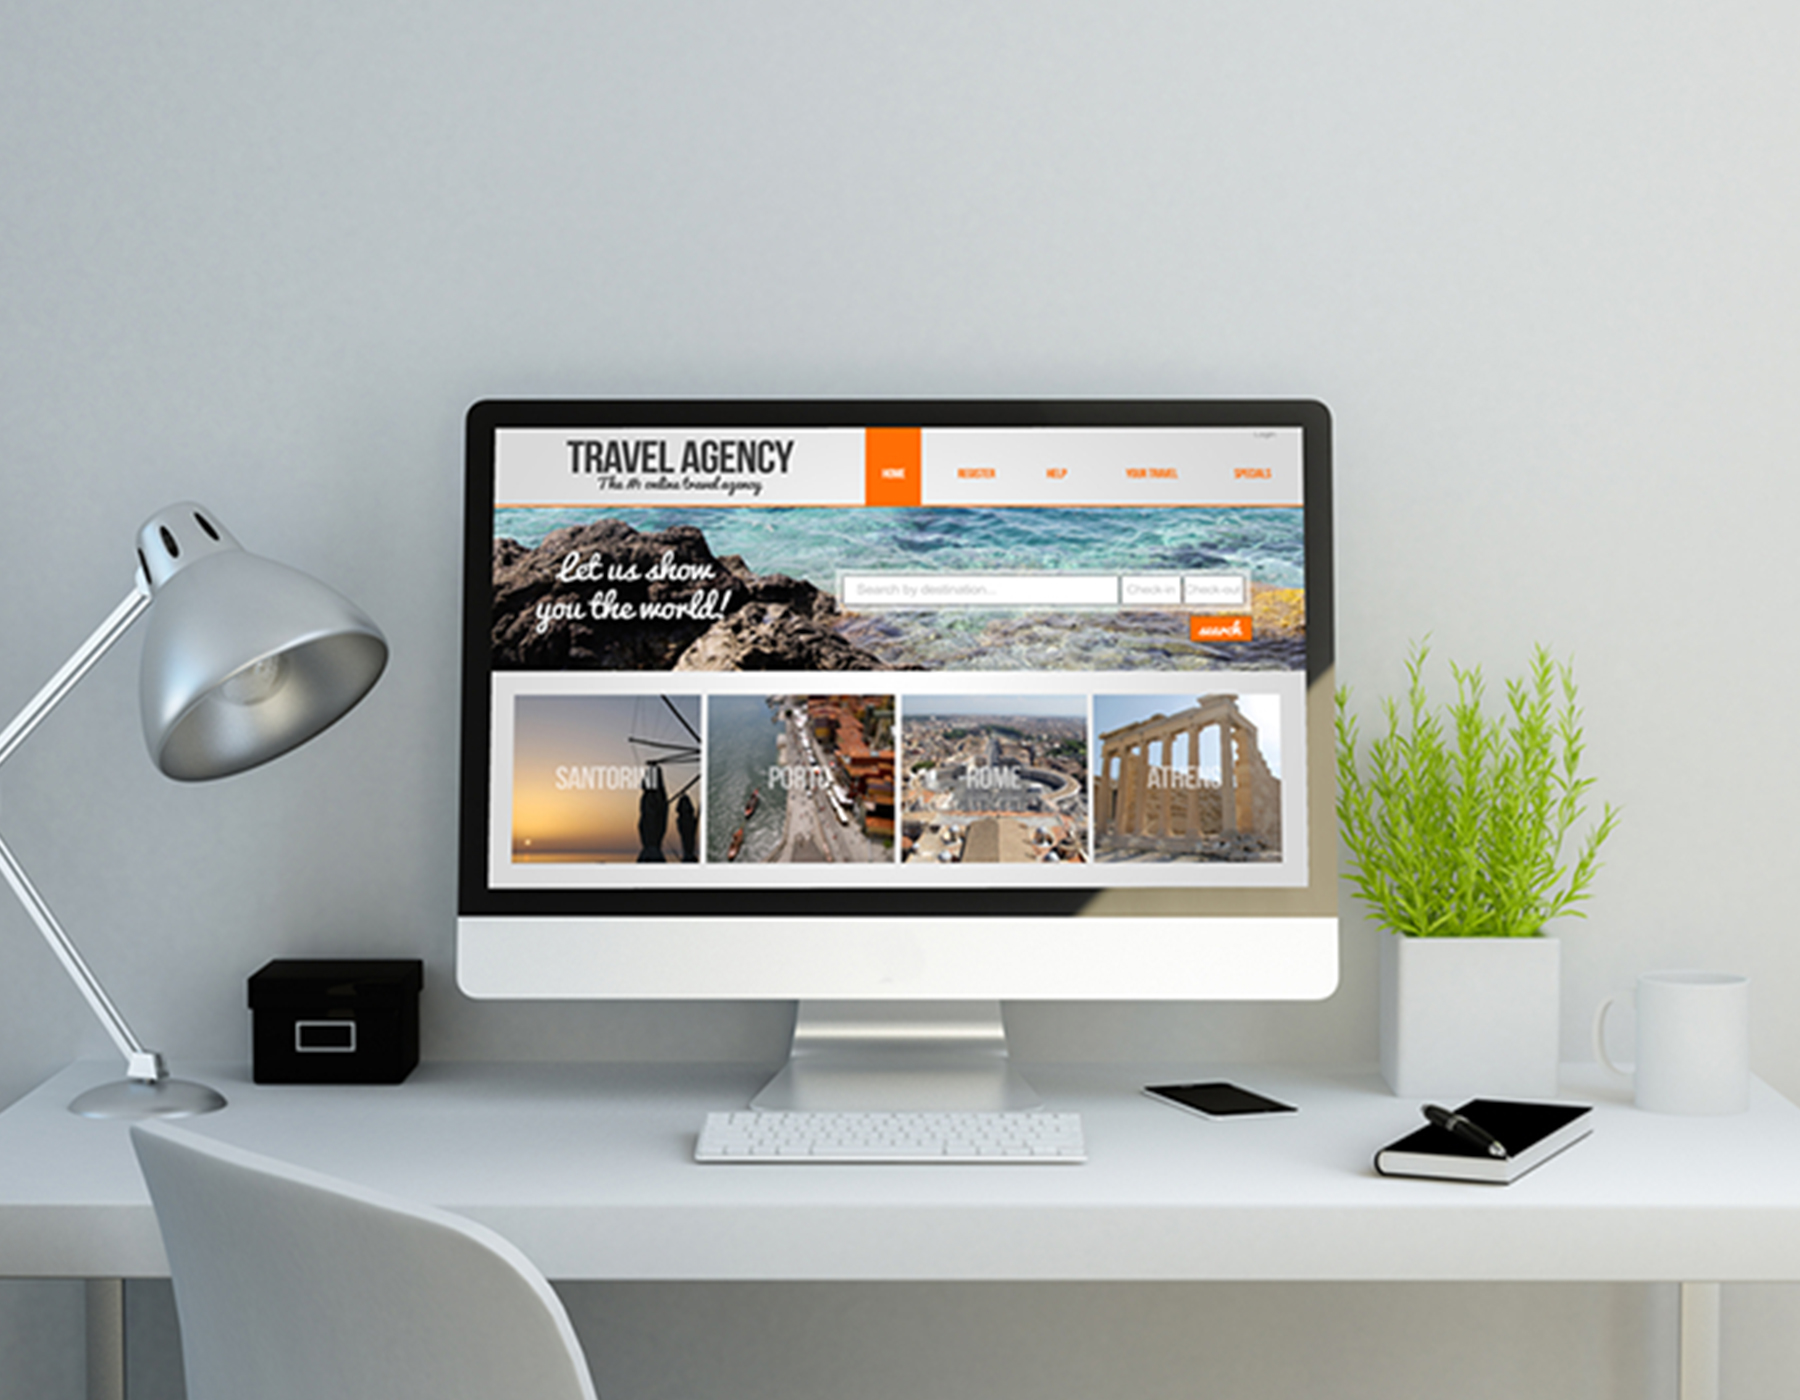 Login
TRAVEL AGENCY
The #1 online travel agency
HOME REGISTER HELP YOUR TRAVEL SPECIALS
Let us show
you the world!
Search by destination... Check-in Check-out
search
SANTORINI PORTO ROME ATHENS